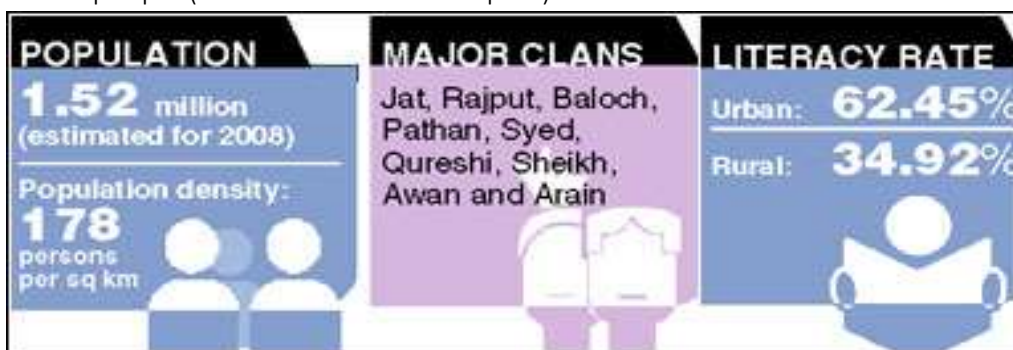 POPULATION
1.52 million
(estimated for 2008)
Population density:
178
persons
per sq km
MAJOR CLANS
Jat, Rajput, Baloch,
Pathan, Syed,
Qureshi, Sheikh,
Awan and Arain
LITERACY RATE
Urban: 62.45%
Rural: 34.92%